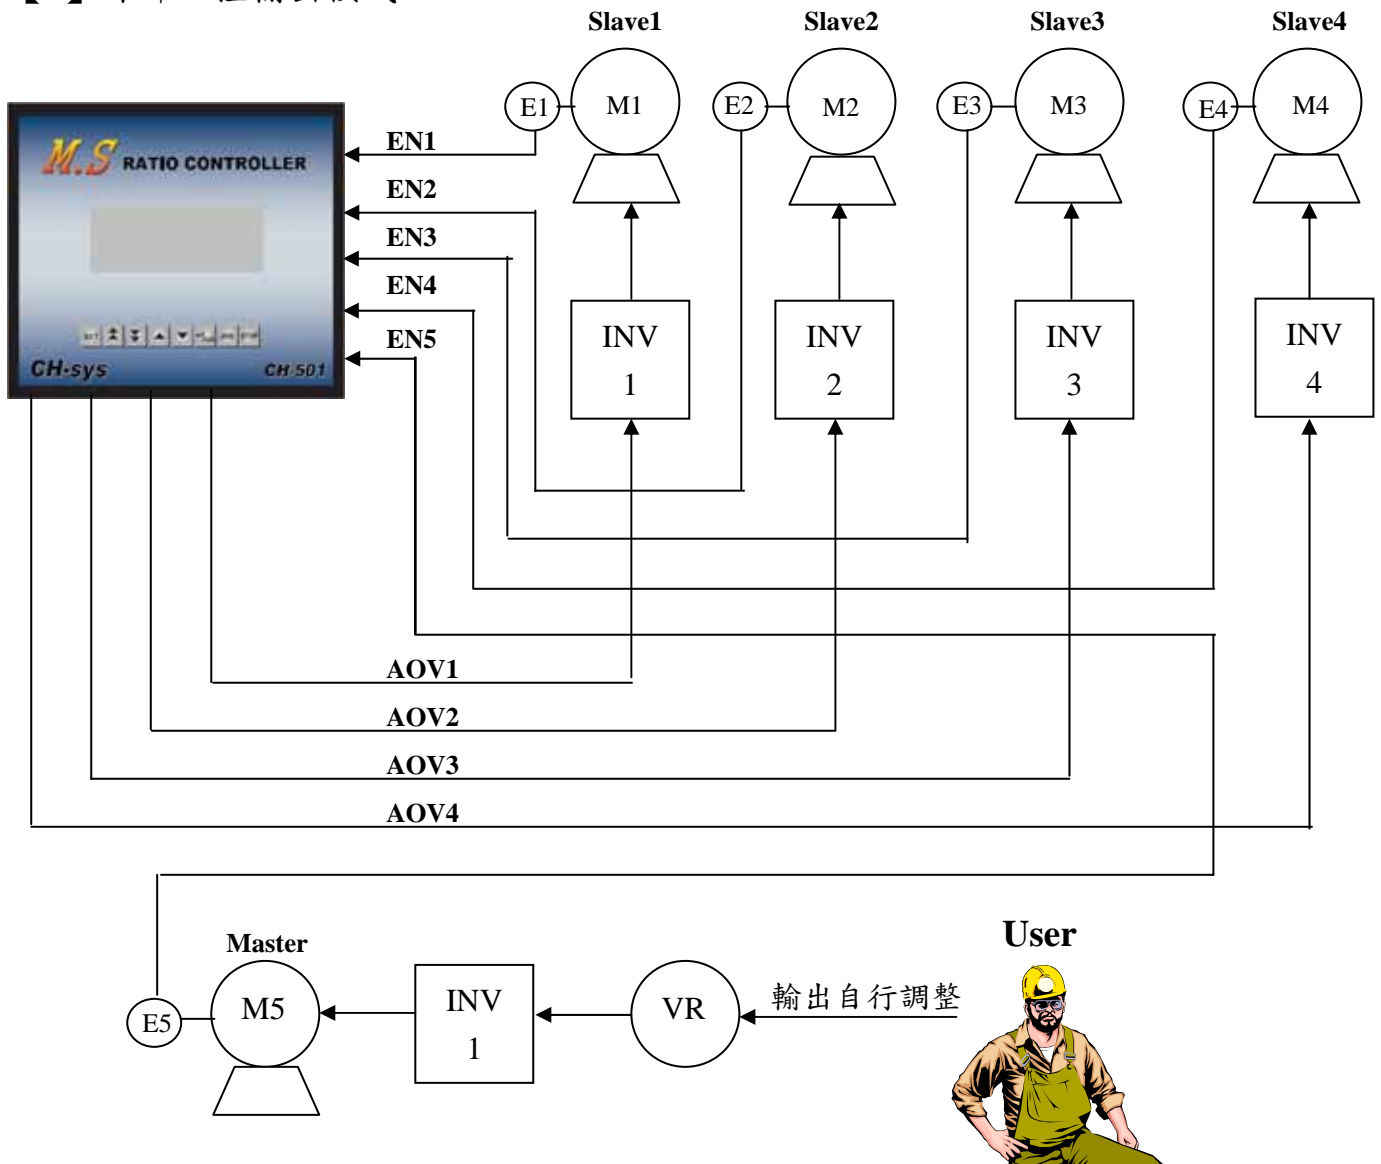 Slave1
Slave2
Slave3
Slave4
E1
M1
E2
M2
E3
M3
E4
M4
M.S RATIO CONTROLLER
EN1
EN2
EN3
EN4
EN5
CH-sys
CH-501
INV
1
INV
2
INV
3
INV
4
AOV1
AOV2
AOV3
AOV4
Master
User
E5
M5
INV
1
VR
輸出自行調整